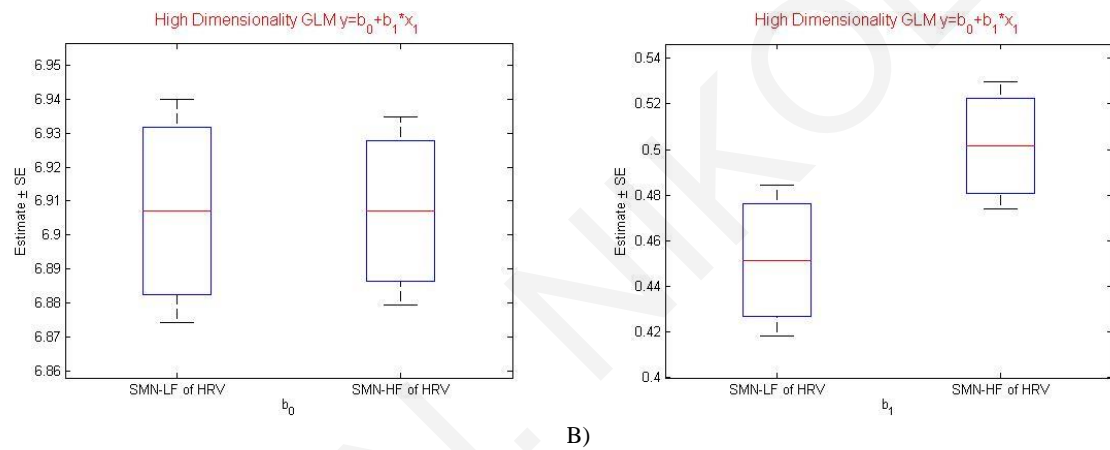 High Dimensionality GLM y=b0+b1*x1
6.95
6.94
6.93
6.92
6.91
6.9
6.89
6.88
6.87
6.86
Estimate ± SE
SMN-LF of HRV SMN-HF of HRV
b0
High Dimensionality GLM y=b0+b1*x1
0.54
0.52
0.5
0.48
0.46
0.44
0.42
0.4
Estimate ± SE
SMN-LF of HRV SMN-HF of HRV
b1
B)